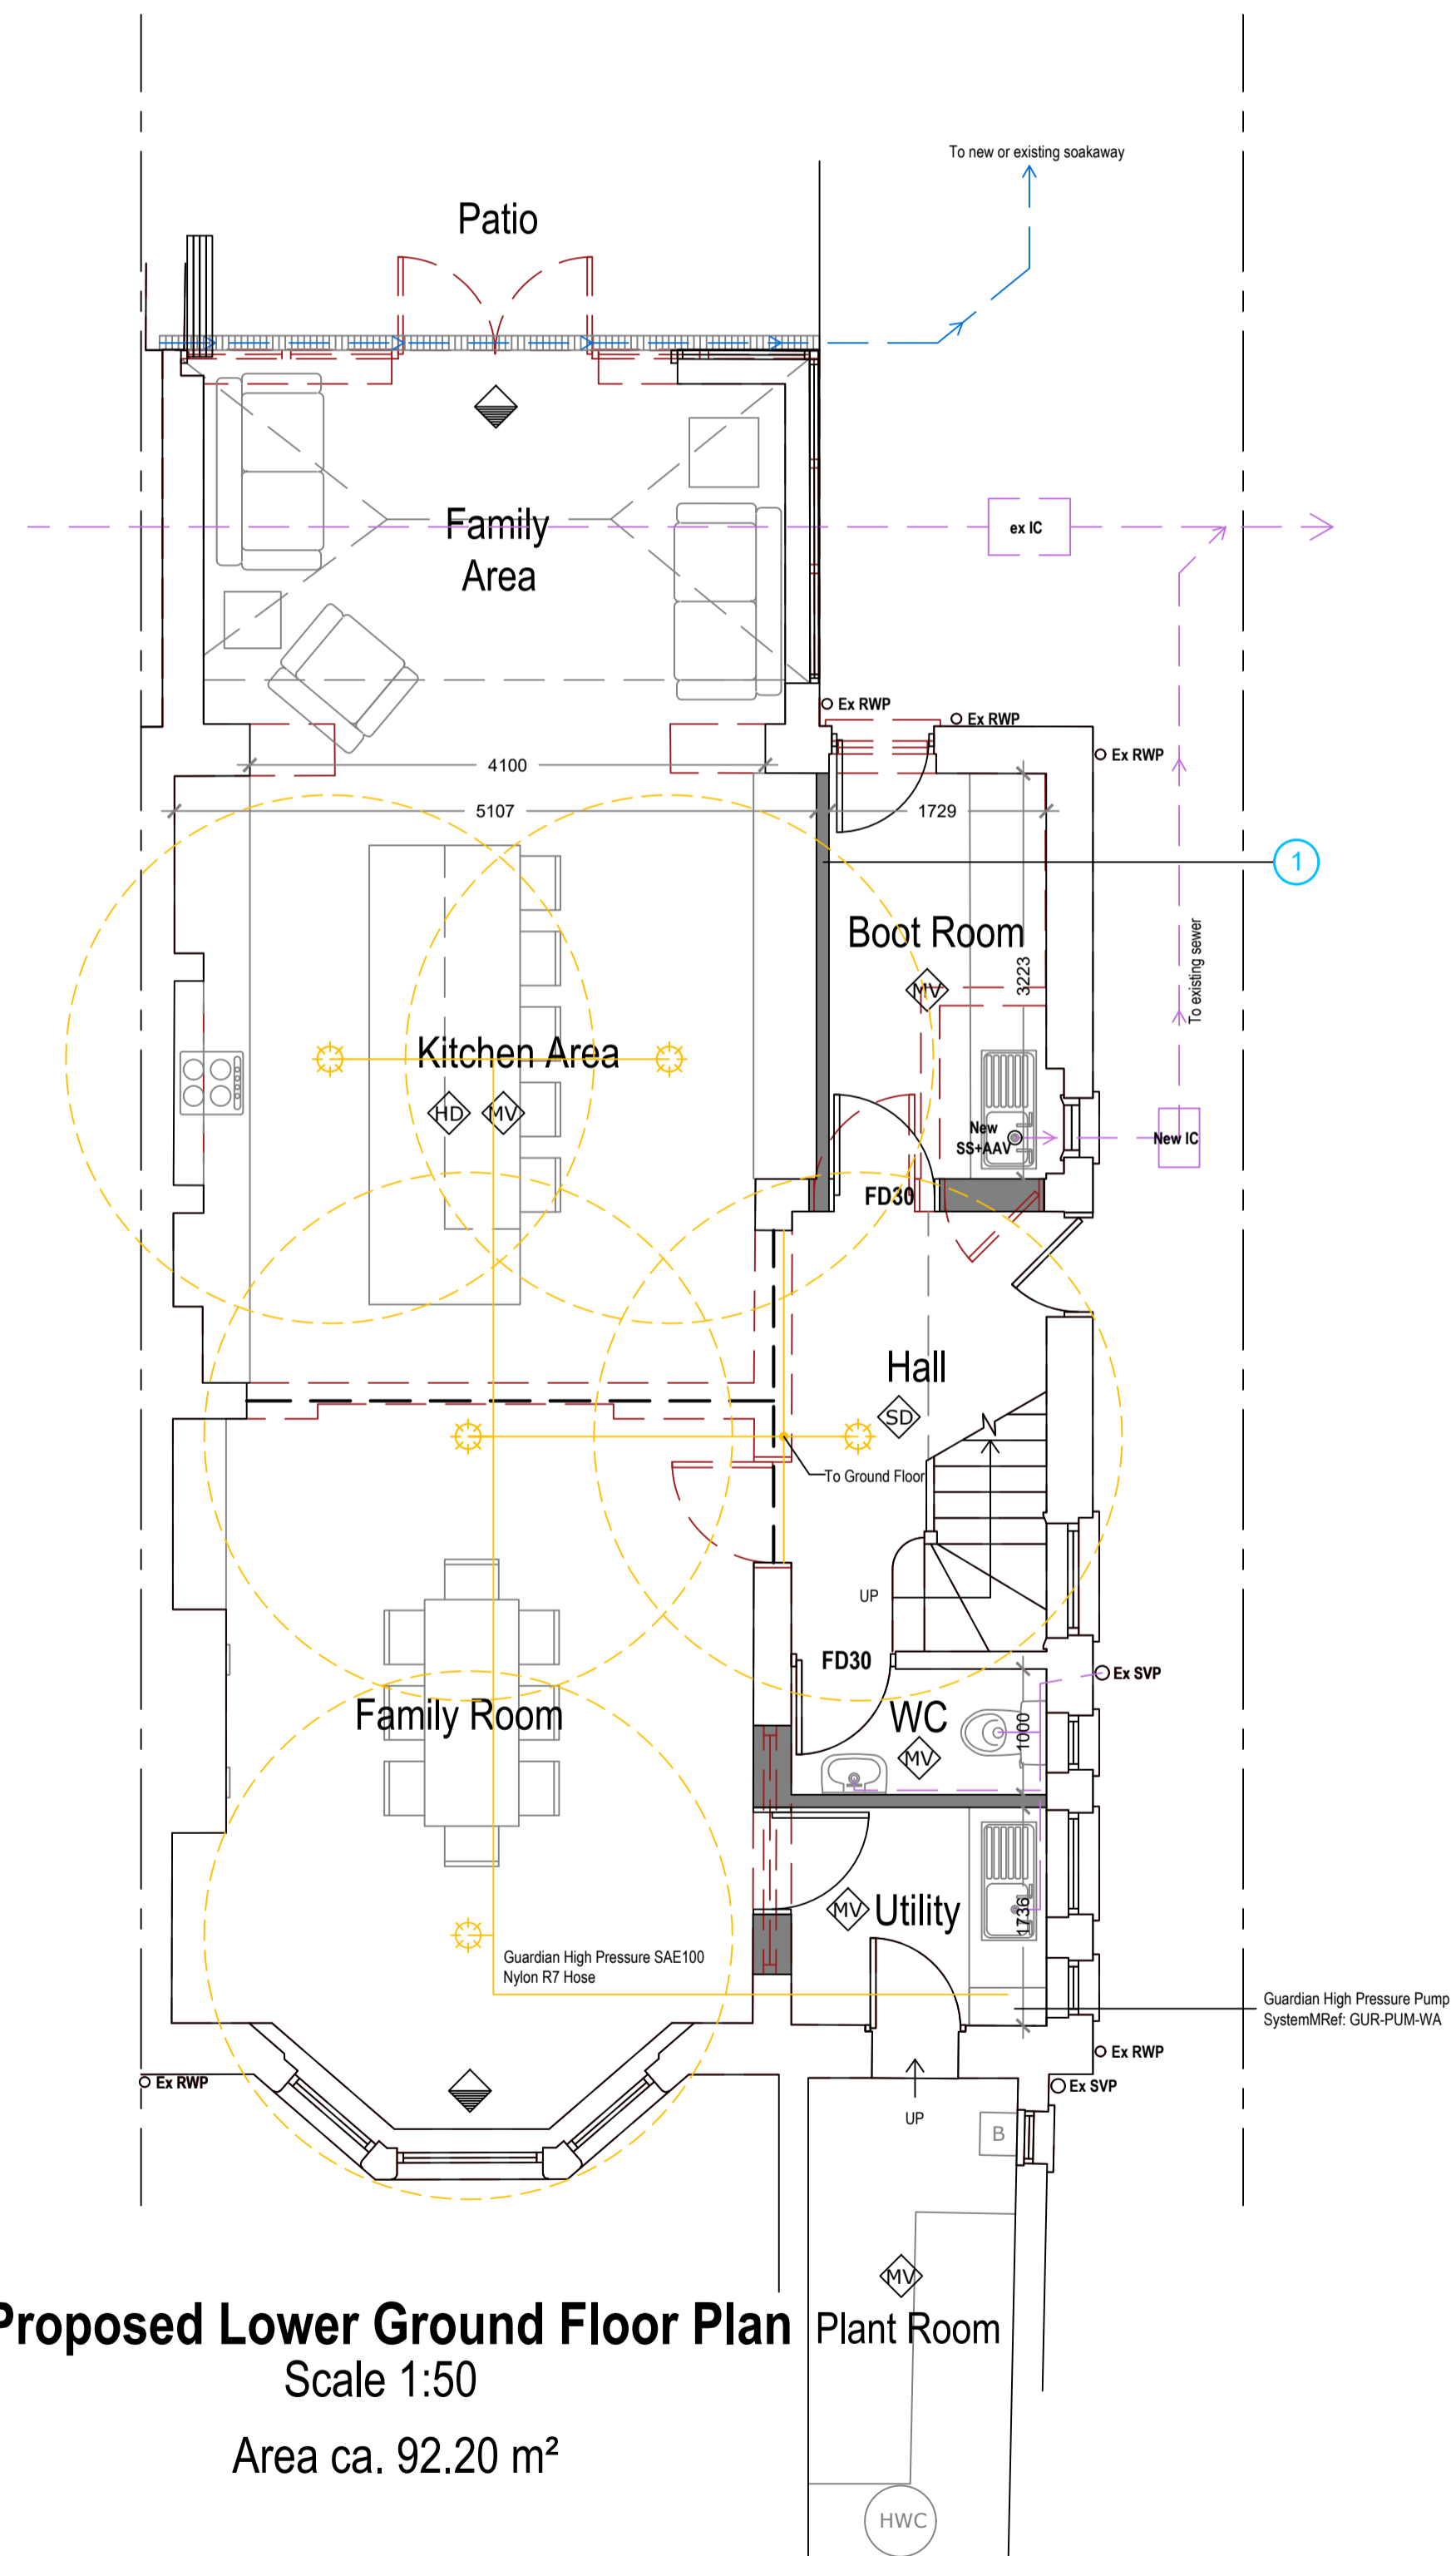 To new or existing soakaway
Patio
Family
Area
ex IC
Ex RWP
Ex RWP
Ex RWP
4100
5107
1729
1
Boot Room
3223
MV
To existing sewer
Kitchen Area
HD
MV
New
SS+AAV
New IC
FD30
Hall
SD
To Ground Floor
UP
FD30
Ex SVP
WC
1000
MV
Family Room
MV
Utility
1736
Guardian High Pressure SAE100
Nylon R7 Hose
Guardian High Pressure Pump
SystemMRef: GUR-PUM-WA
Ex RWP
Ex RWP
Ex SVP
UP
B
MV
Proposed Lower Ground Floor Plan
Plant Room
Scale 1:50
Area ca. 92.20 m²
HWC